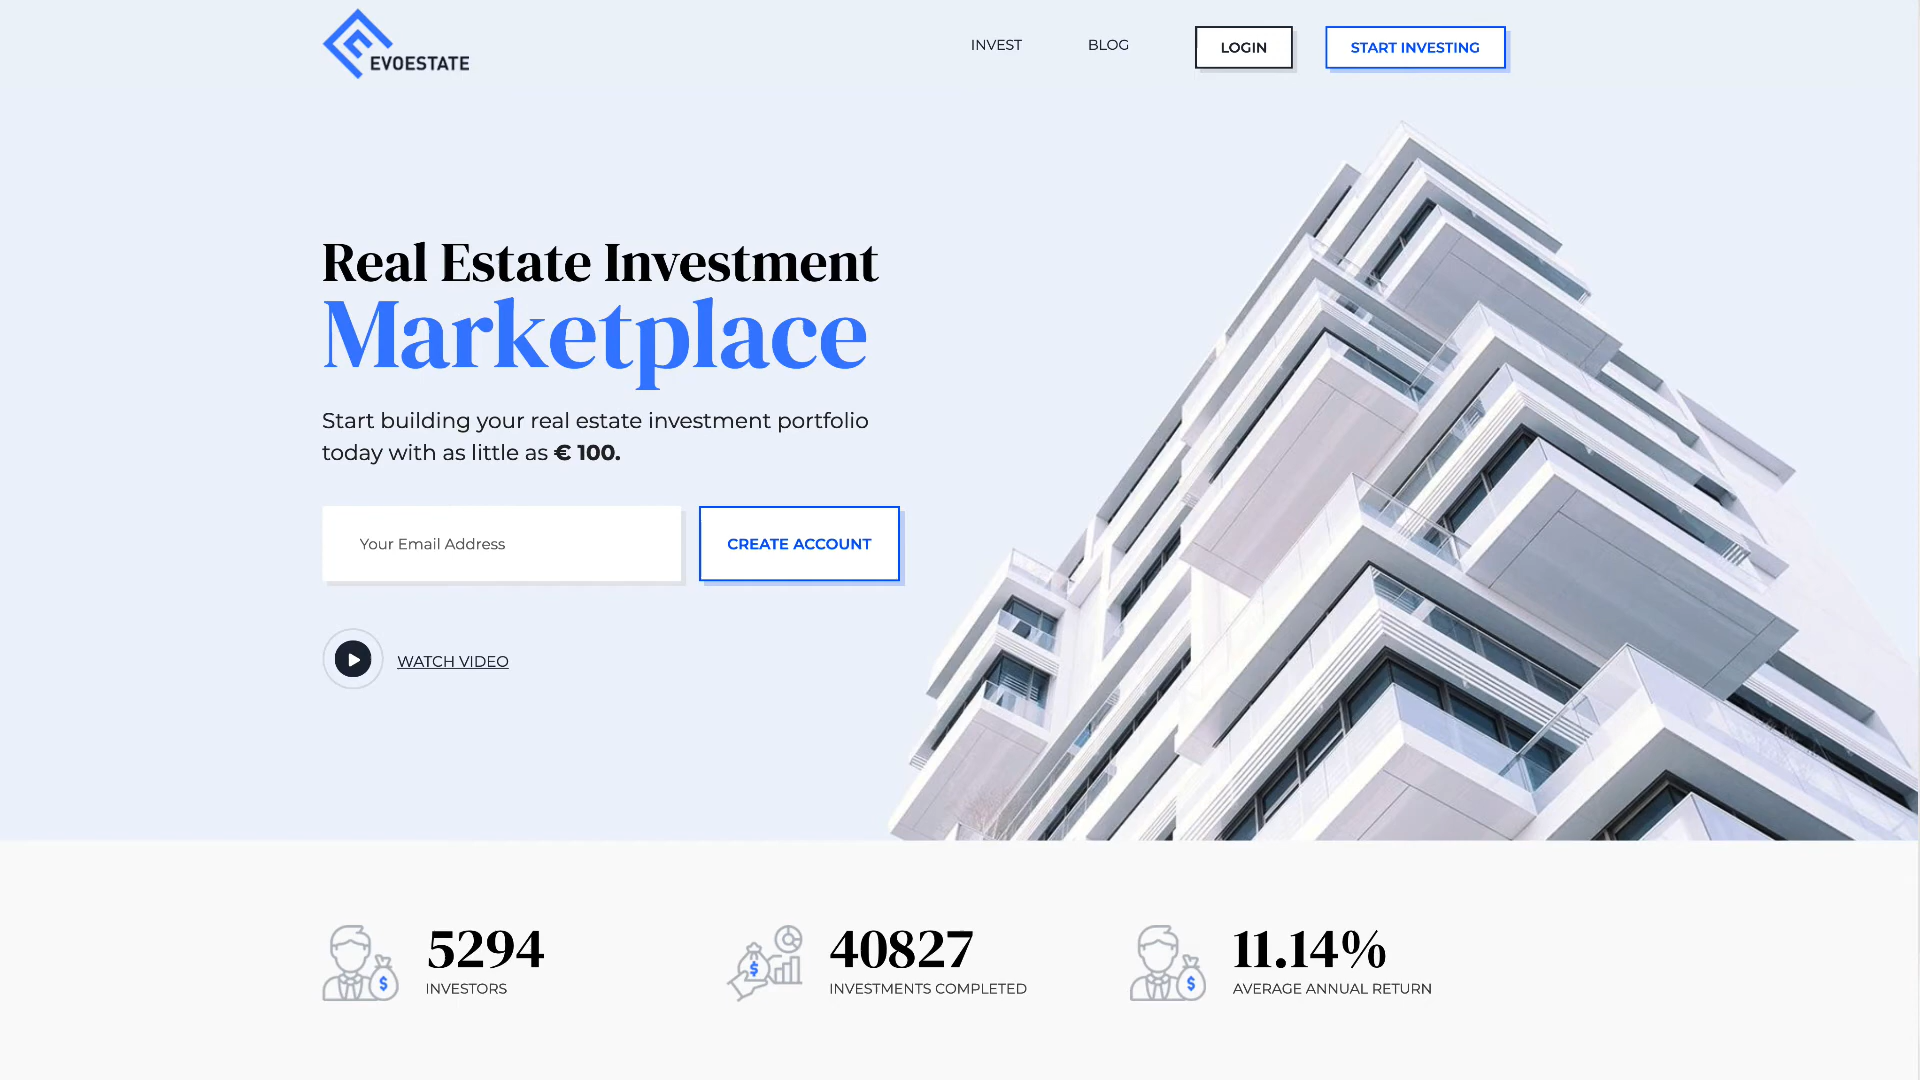 EVOESTATE
INVEST
BLOG
LOGIN
START INVESTING
Real Estate Investment
Marketplace
Start building your real estate investment portfolio
today with as little as € 100.
Your Email Address
CREATE ACCOUNT
WATCH VIDEO
5294
INVESTORS
40827
INVESTMENTS COMPLETED
11.14%
AVERAGE ANNUAL RETURN